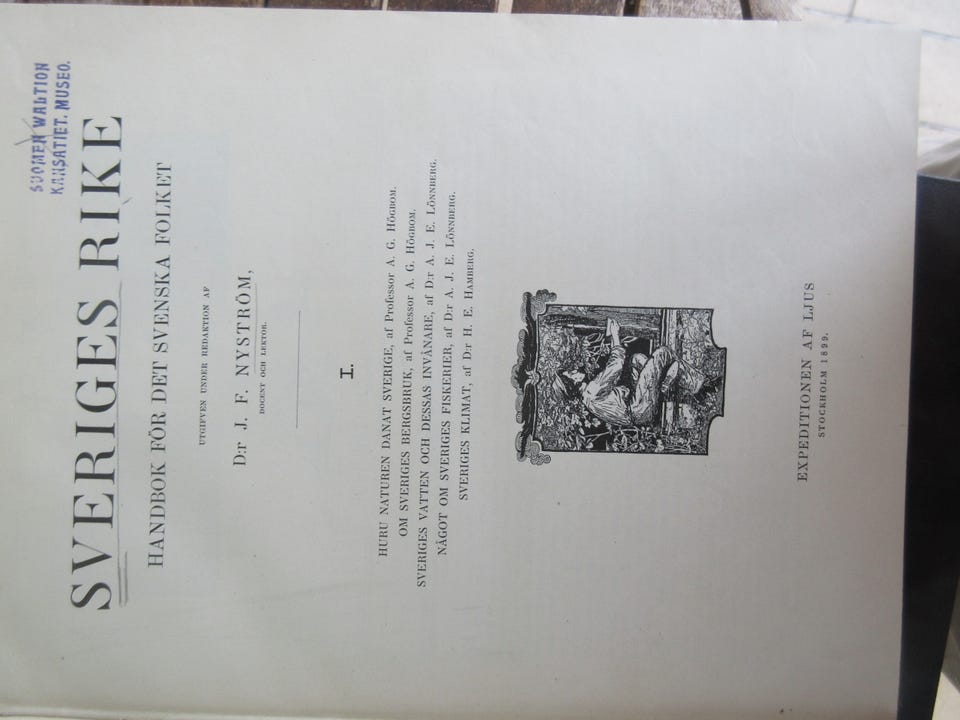 SUOMEN WALTION
KANSATIET. MUSEO.
SVERIGES RIKE
HANDBOK FÖR DET SVENSKA FOLKET
UTGIFVEN UNDER REDAKTION AF
D:r J. F. NYSTRÖM,
DOCENT OCH LEKTOR.
I.
HURU NATUREN DANAT SVERIGE, af Professor A. G. HÖGBOM.
OM SVERIGES BERGSBRUK, af Professor A. G. HÖGBOM.
SVERIGES VATTEN OCH DESSAS INVÅNARE, af D:r A. J. E. LÖNNBERG.
NÅGOT OM SVERIGES FISKERIER, af D:r A. J. E. LÖNNBERG.
SVERIGES KLIMAT, af D:r H. E. HAMBERG.
EXPEDITIONEN AF LJUS
STOCKHOLM 1899.